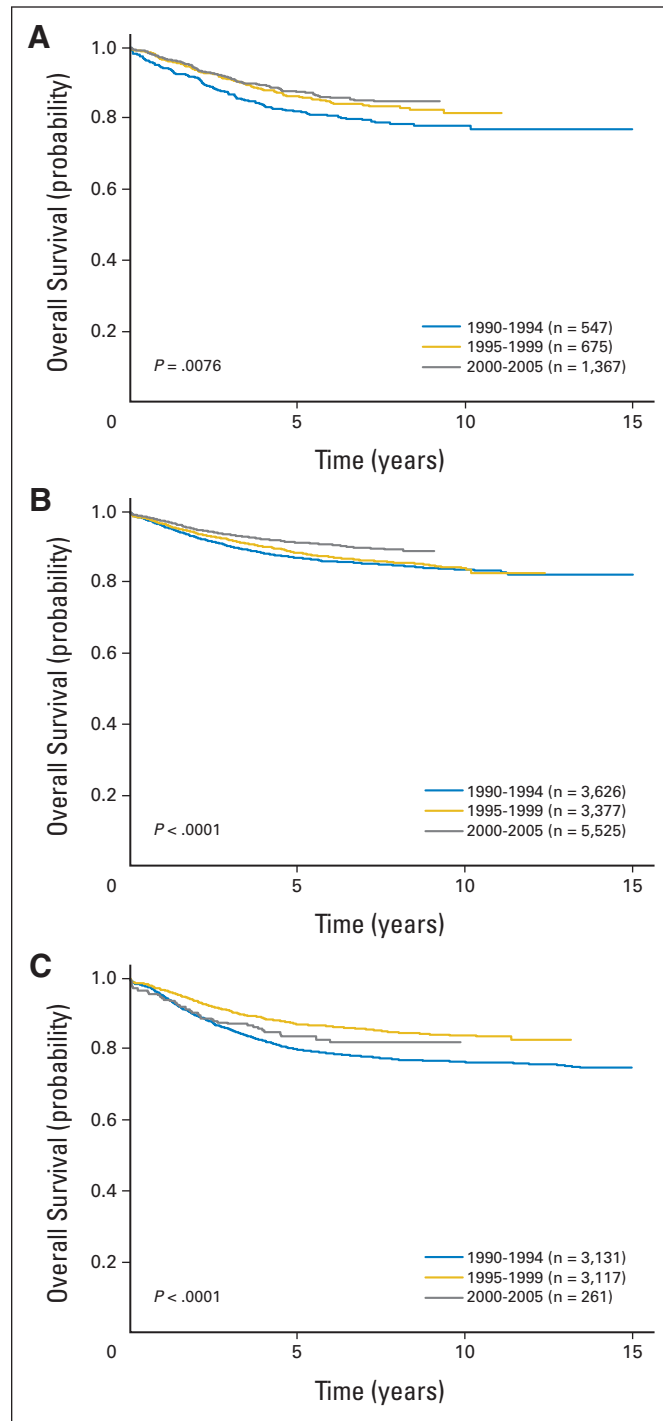 A
Overall Survival (probability)
1.0
0.8
0.6
0.4
0.2
1990-1994 (n = 547)
1995-1999 (n = 675)
2000-2005 (n = 1,367)
P = .0076
0
5
10
15
Time (years)
B
Overall Survival (probability)
1.0
0.8
0.6
0.4
0.2
1990-1994 (n = 3,626)
1995-1999 (n = 3,377)
2000-2005 (n = 5,525)
P < .0001
0
5
10
15
Time (years)
C
Overall Survival (probability)
1.0
0.8
0.6
0.4
0.2
1990-1994 (n = 3,131)
1995-1999 (n = 3,117)
2000-2005 (n = 261)
P < .0001
0
5
10
15
Time (years)